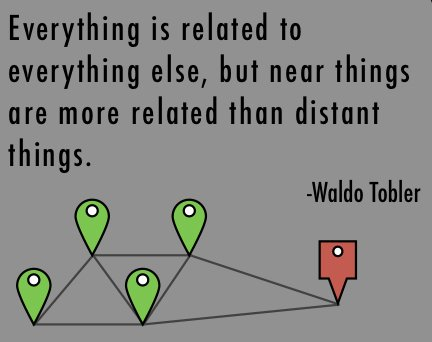 Everything is related to
everything else, but near things
are more related than distant
things.
-Waldo Tobler